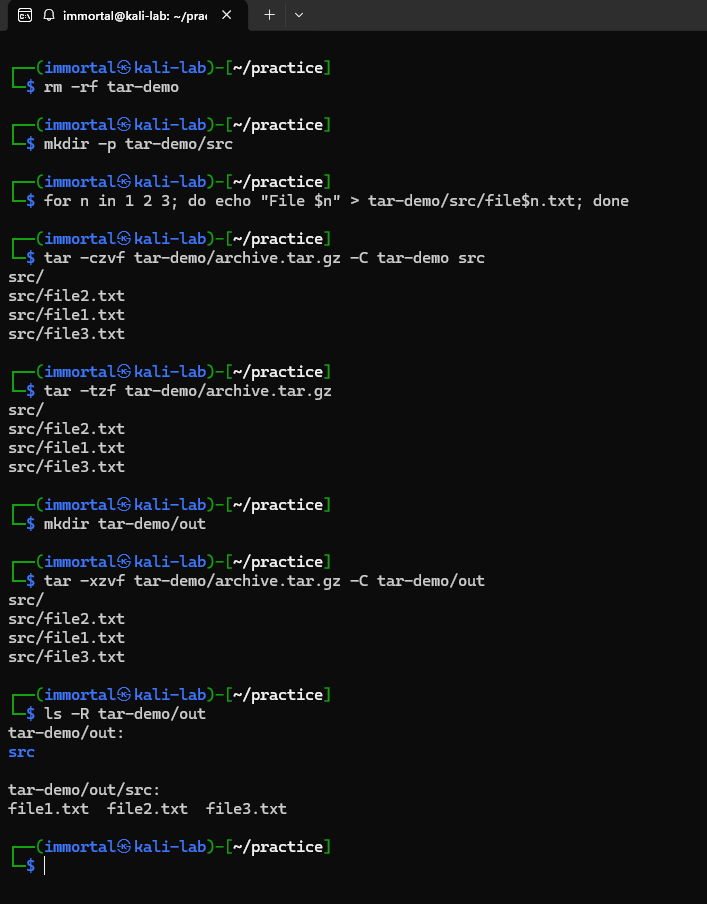 immortal@kali-lab: ~/prac
┌──(immortal㉿kali-lab)-[~/practice]
└─$ rm -rf tar-demo
┌──(immortal㉿kali-lab)-[~/practice]
└─$ mkdir -p tar-demo/src
┌──(immortal㉿kali-lab)-[~/practice]
└─$ for n in 1 2 3; do echo "File $n" > tar-demo/src/file$n.txt; done
┌──(immortal㉿kali-lab)-[~/practice]
└─$ tar -czvf tar-demo/archive.tar.gz -C tar-demo src
src/
src/file2.txt
src/file1.txt
src/file3.txt
┌──(immortal㉿kali-lab)-[~/practice]
└─$ tar -tzf tar-demo/archive.tar.gz
src/
src/file2.txt
src/file1.txt
src/file3.txt
┌──(immortal㉿kali-lab)-[~/practice]
└─$ mkdir tar-demo/out
┌──(immortal㉿kali-lab)-[~/practice]
└─$ tar -xzvf tar-demo/archive.tar.gz -C tar-demo/out
src/
src/file2.txt
src/file1.txt
src/file3.txt
┌──(immortal㉿kali-lab)-[~/practice]
└─$ ls -R tar-demo/out
tar-demo/out:
src
tar-demo/out/src:
file1.txt  file2.txt  file3.txt
┌──(immortal㉿kali-lab)-[~/practice]
└─$